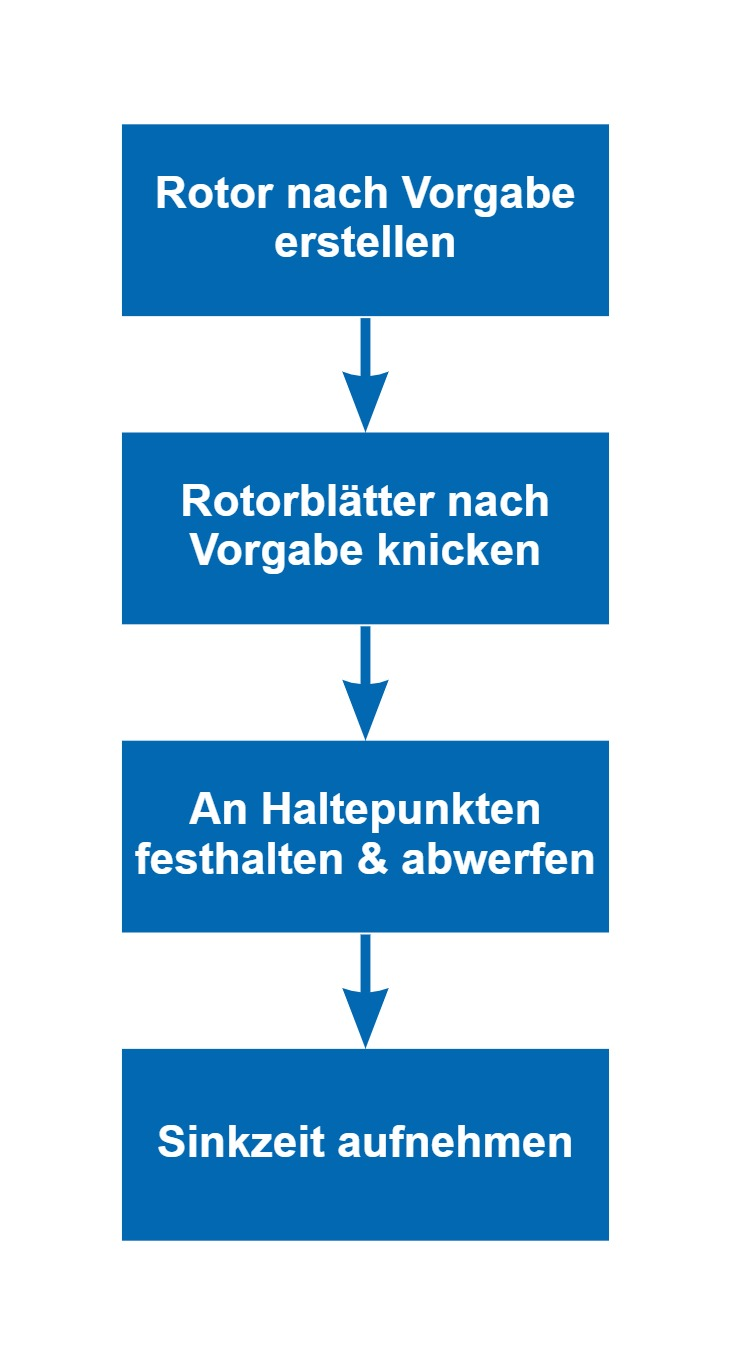 Rotor nach Vorgabe
erstellen
Rotorblätter nach
Vorgabe knicken
An Haltepunkten
festhalten & abwerfen
Sinkzeit aufnehmen